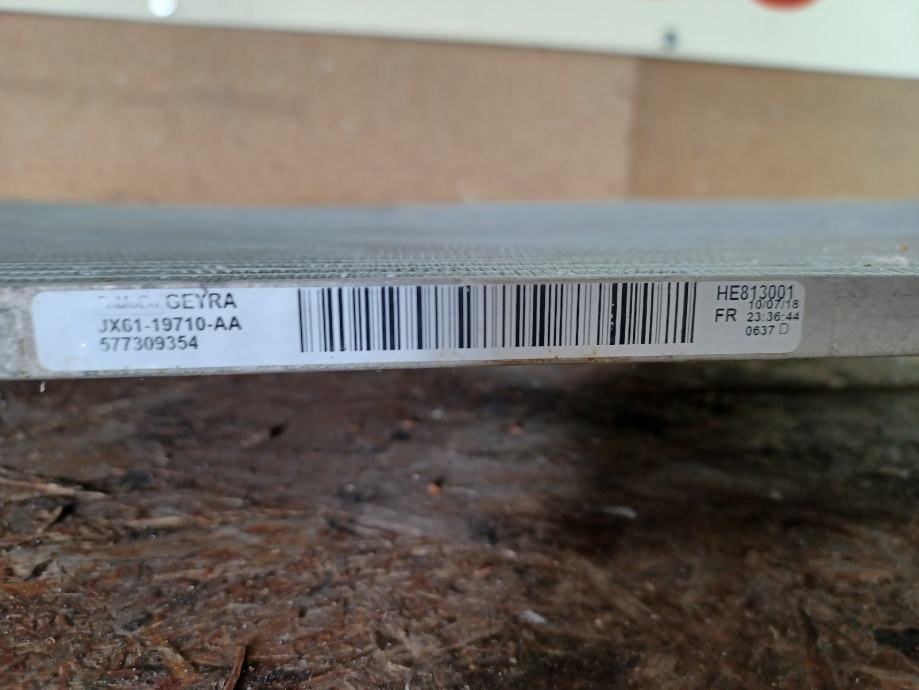 GEYRA
JX61-19710-AA
577309354
HE813001
10/07/18
FR 23:36:44
0637 D